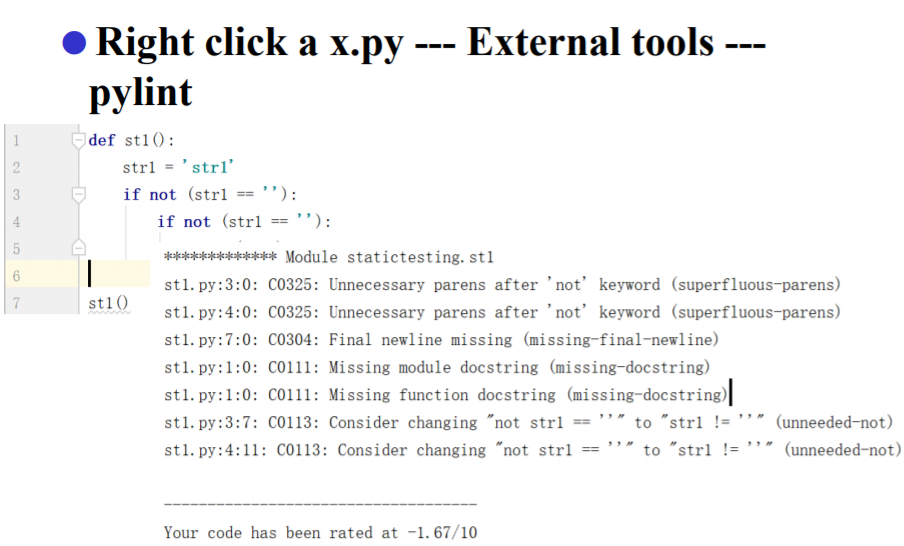 ● Right click a x.py --- External tools ---
pylint
1 def st1():
2 str1 = 'str1'
3 if not (str1 == ''):
4 if not (str1 == ''):
5
6
7 st1()
************* Module statictesting.st1
st1.py:3:0: C0325: Unnecessary parens after 'not' keyword (superfluous-parens)
st1.py:4:0: C0325: Unnecessary parens after 'not' keyword (superfluous-parens)
st1.py:7:0: C0304: Final newline missing (missing-final-newline)
st1.py:1:0: C0111: Missing module docstring (missing-docstring)
st1.py:1:0: C0111: Missing function docstring (missing-docstring)
st1.py:3:7: C0113: Consider changing "not str1 == ''" to "str1 != ''" (unneeded-not)
st1.py:4:11: C0113: Consider changing "not str1 == ''" to "str1 != ''" (unneeded-not)
------------------------------------
Your code has been rated at -1.67/10